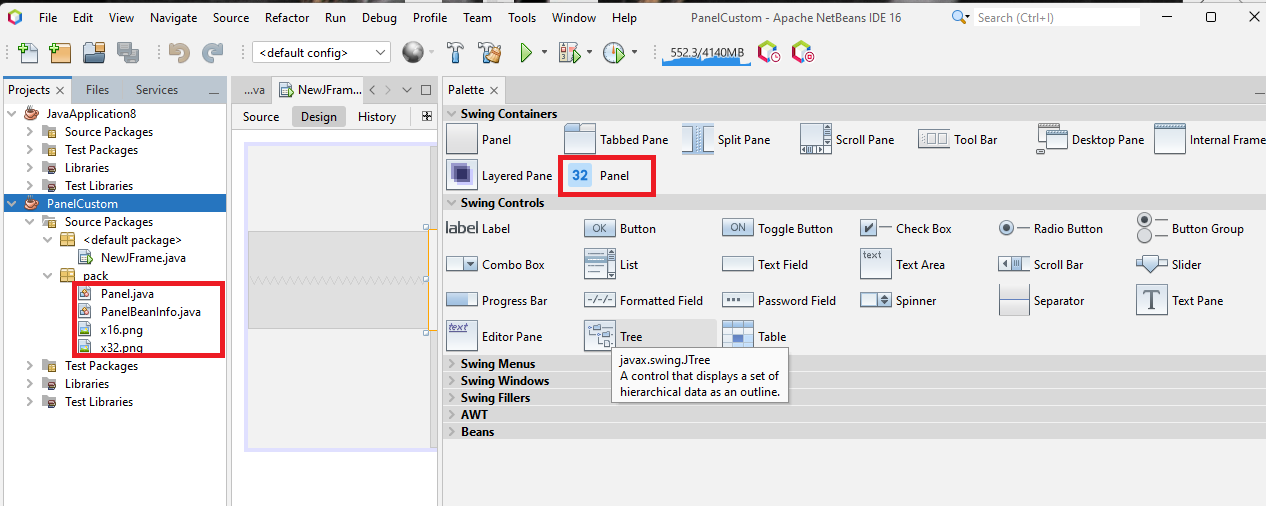 File Edit View Navigate Source Refactor Run Debug Profile Team Tools Window Help PanelCustom - Apache NetBeans IDE 16 Search (Ctrl+I)
<default config> 552.3/4140MB
Projects Files Services
JavaApplication8
Source Packages
Test Packages
Libraries
Test Libraries
PanelCustom
Source Packages
<default package>
NewJFrame.java
pack
Panel.java
PanelBeanInfo.java
x16.png
x32.png
Test Packages
Libraries
Test Libraries
...va NewJFram...
Source Design History
Palette
Swing Containers
Panel Tabbed Pane Split Pane Scroll Pane Tool Bar Desktop Pane Internal Frame
Layered Pane 32 Panel
Swing Controls
label Label OK Button ON Toggle Button Check Box Radio Button Button Group
Combo Box List Text Field text Text Area Scroll Bar Slider
Progress Bar Formatted Field Password Field Spinner Separator T Text Pane
text Editor Pane Tree Table
javax.swing.JTree
A control that displays a set of
hierarchical data as an outline.
Swing Menus
Swing Windows
Swing Fillers
AWT
Beans